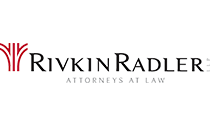 RIVKIN RADLER LLP
ATTORNEYS AT LAW